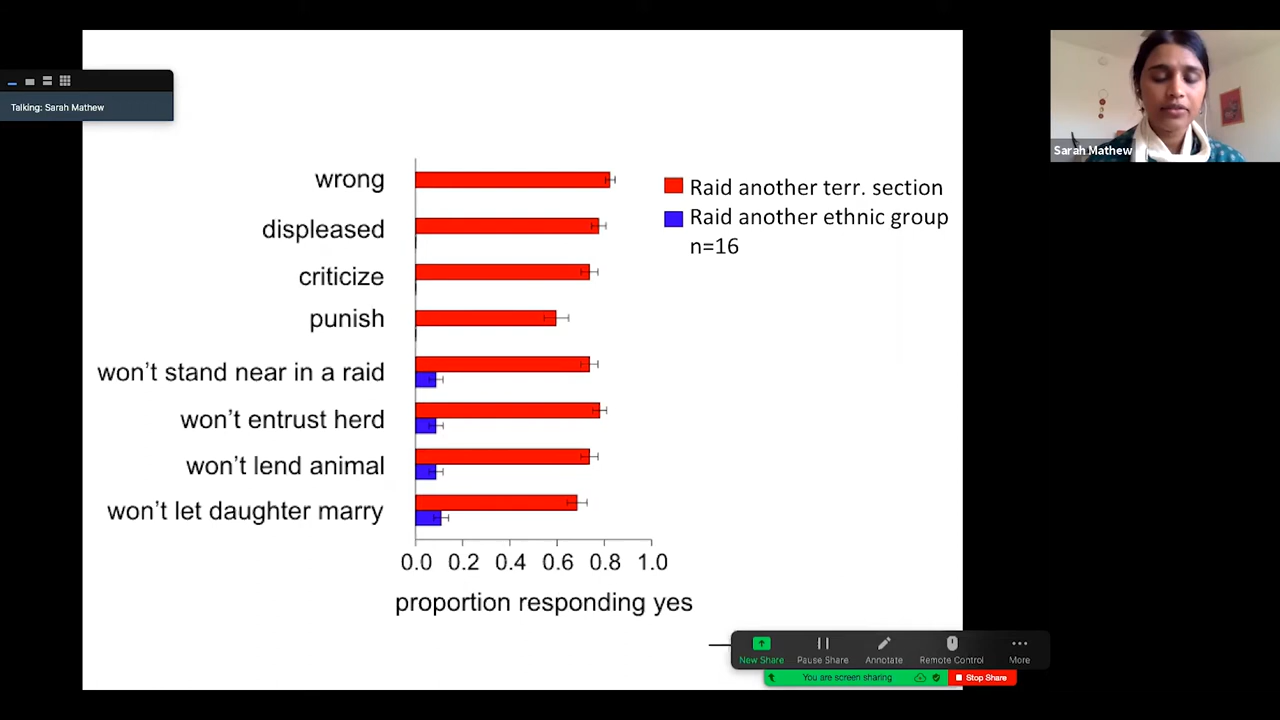 Talking: Sarah Mathew
Sarah Mathew
wrong
displeased
criticize
punish
won't stand near in a raid
won't entrust herd
won't lend animal
won't let daughter marry
Raid another terr. section
Raid another ethnic group
n=16
0.0 0.2 0.4 0.6 0.8 1.0
proportion responding yes
New Share Pause Share Annotate Remote Control More
You are screen sharing Stop Share